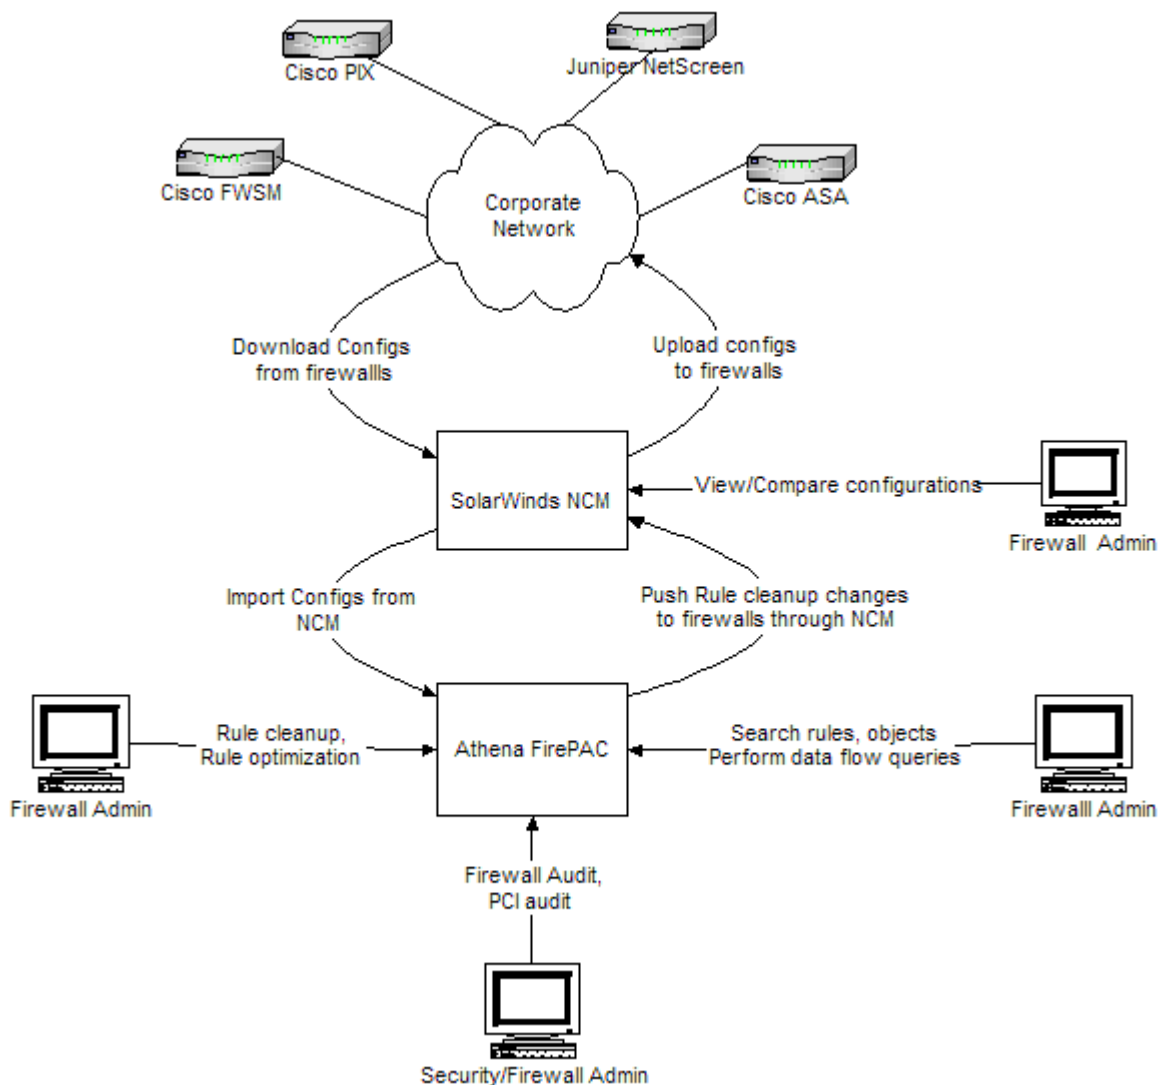 Cisco PIX
Juniper NetScreen
Cisco FWSM
Cisco ASA
Corporate
Network
Download Configs
from firewallls
Upload configs
to firewalls
SolarWinds NCM
View/Compare configurations
Firewall Admin
Import Configs from
NCM
Push Rule cleanup changes
to firewalls through NCM
Rule cleanup,
Rule optimization
Athena FirePAC
Search rules, objects
Perform data flow queries
Firewall Admin
Firewalll Admin
Firewall Audit,
PCI audit
Security/Firewall Admin